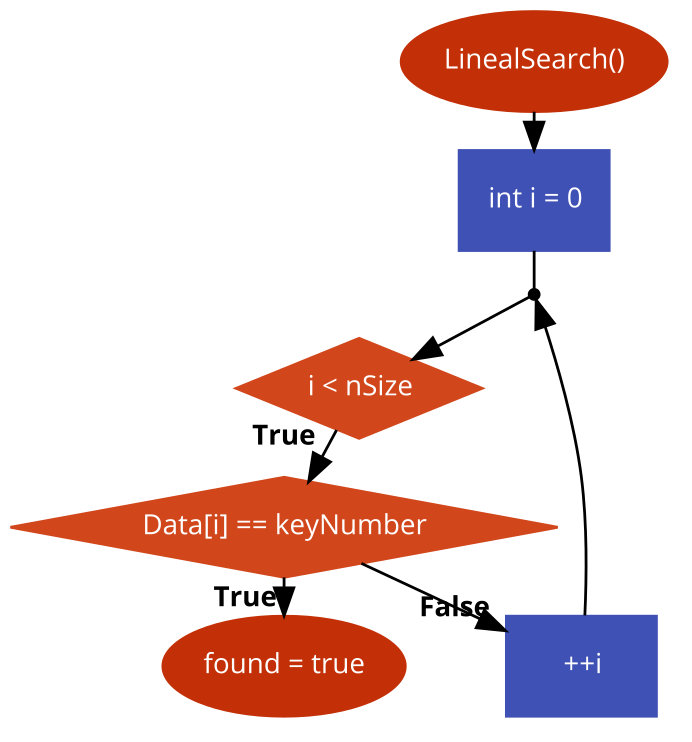 LinealSearch()
int i = 0
i < nSize
True
Data[i] == keyNumber
True
False
found = true
++i